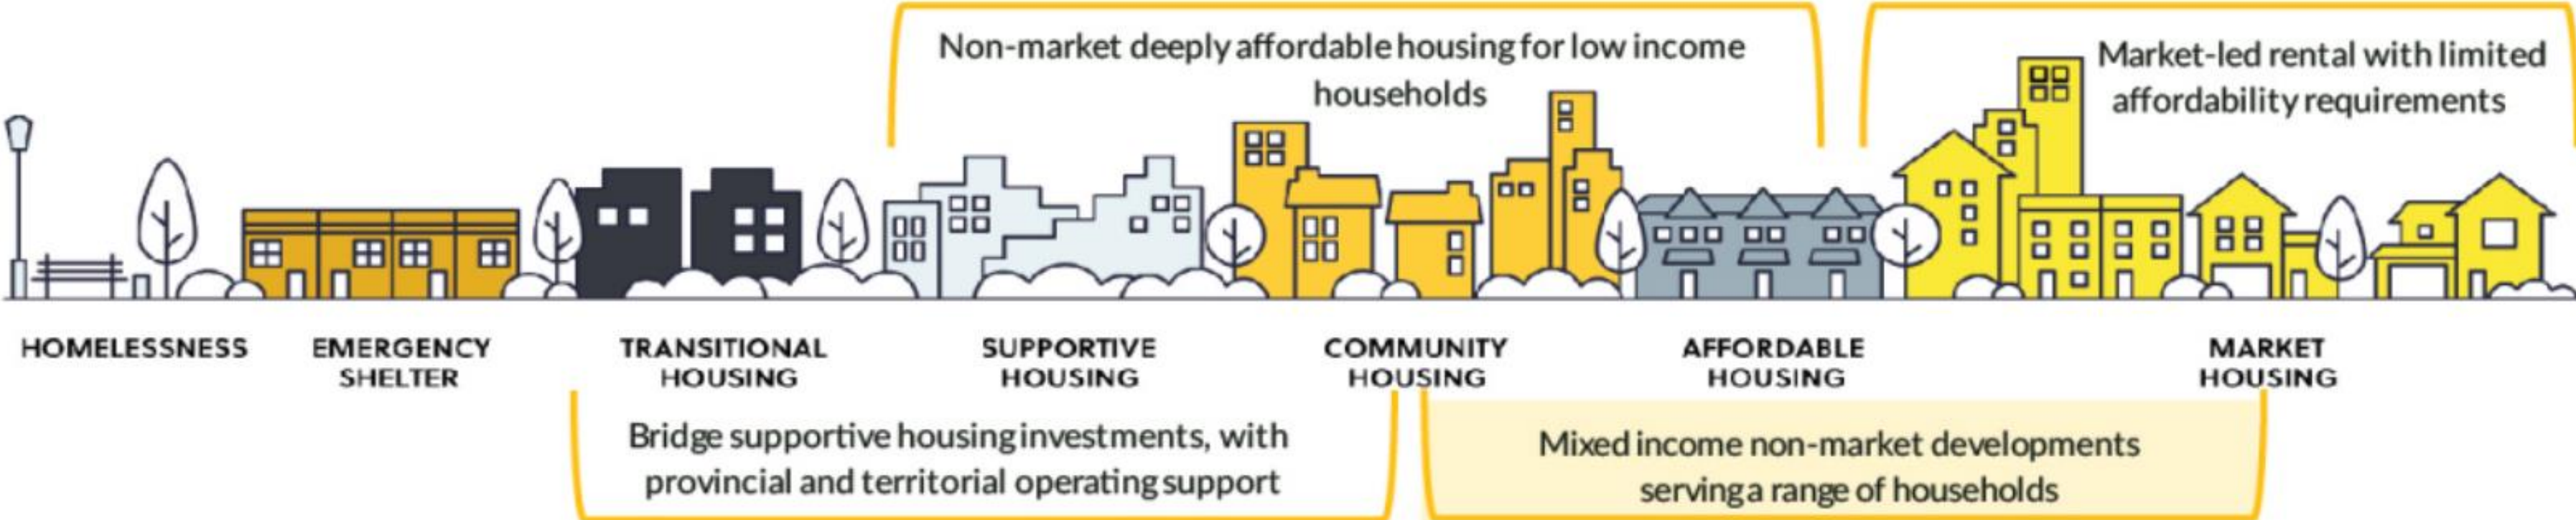 Non-market deeply affordable housing for low income
households
Market-led rental with limited
affordability requirements
HOMELESSNESS
EMERGENCY
SHELTER
TRANSITIONAL
HOUSING
SUPPORTIVE
HOUSING
COMMUNITY
HOUSING
AFFORDABLE
HOUSING
MARKET
HOUSING
Bridge supportive housing investments, with
provincial and territorial operating support
Mixed income non-market developments
serving a range of households